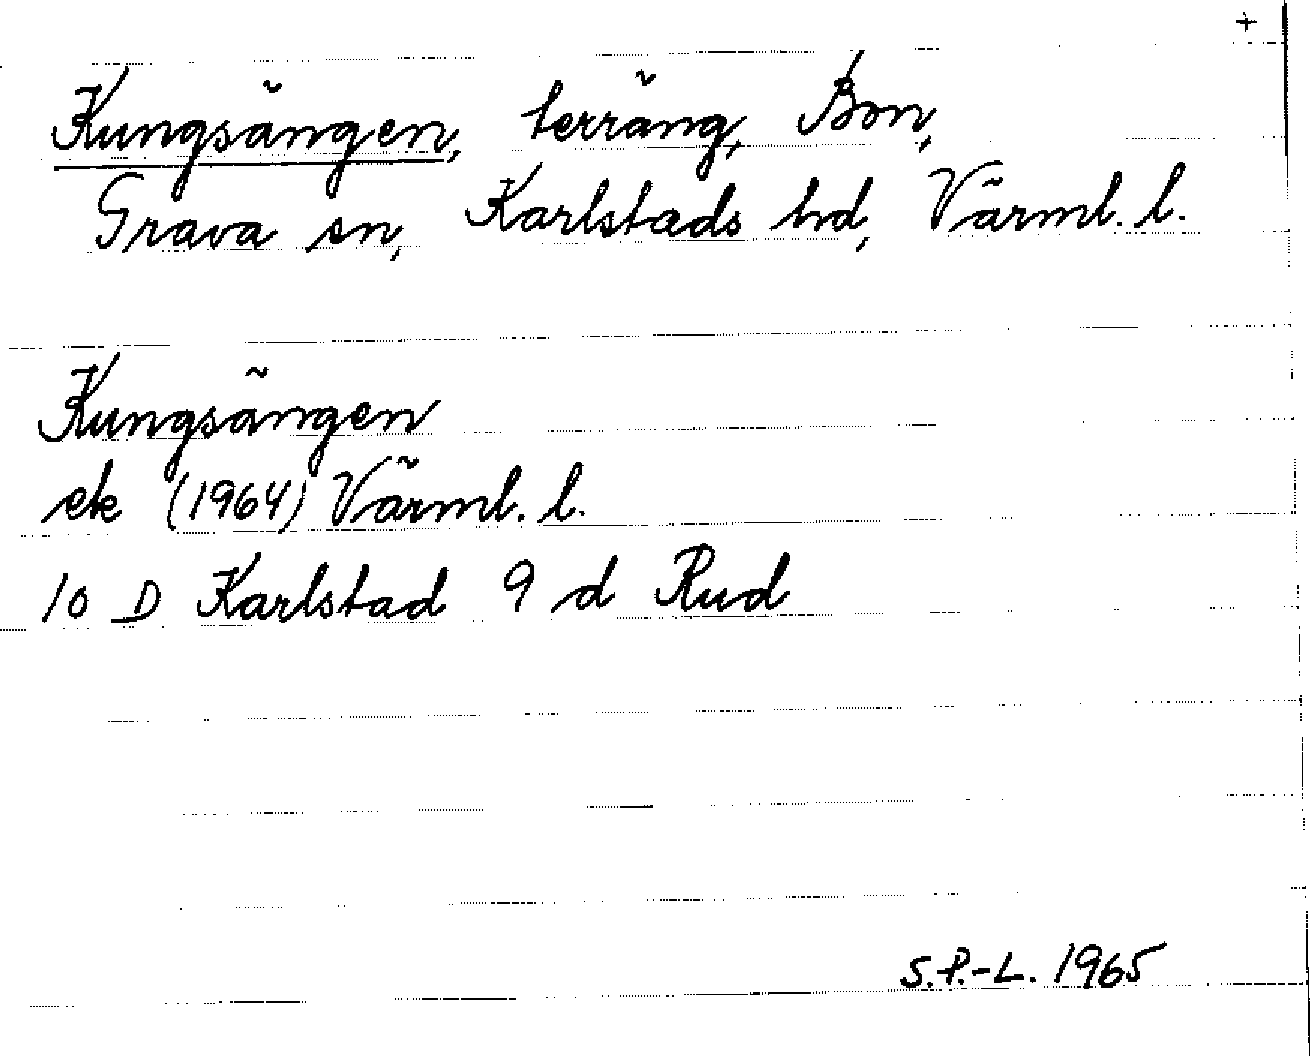 +
Kungsängen, terräng, Bon,
Grava sn, Karlstads hd, Värml. l.
Kungsängen
ek (1964) Värml. l.
10 D Karlstad 9 d Rud
S.P.-L. 1965